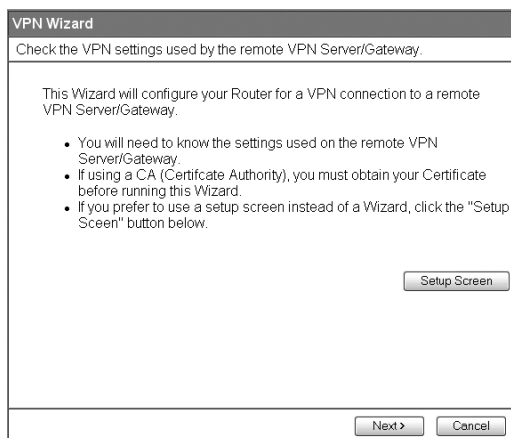 VPN Wizard
Check the VPN settings used by the remote VPN Server/Gateway.
This Wizard will configure your Router for a VPN connection to a remote
VPN Server/Gateway.
• You will need to know the settings used on the remote VPN
Server/Gateway.
• If using a CA (Certifcate Authority), you must obtain your Certificate
before running this Wizard.
• If you prefer to use a setup screen instead of a Wizard, click the "Setup
Sceen" button below.
Setup Screen
Next > Cancel